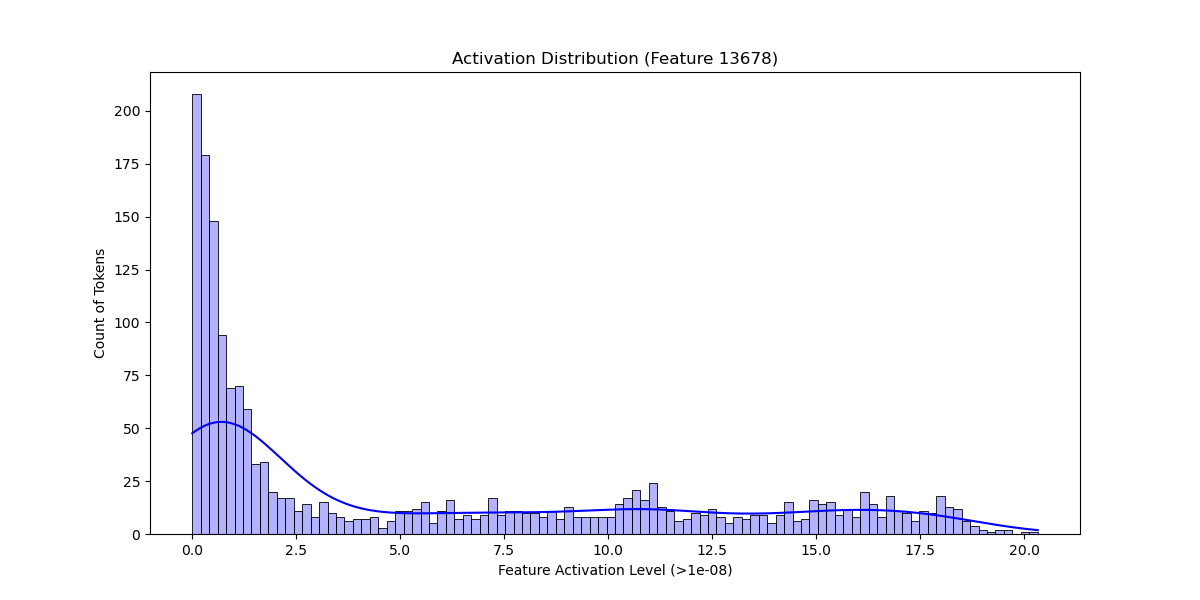 Activation Distribution (Feature 13678)
Count of Tokens
200
175
150
125
100
75
50
25
0
0.0 2.5 5.0 7.5 10.0 12.5 15.0 17.5 20.0
Feature Activation Level (>1e-08)